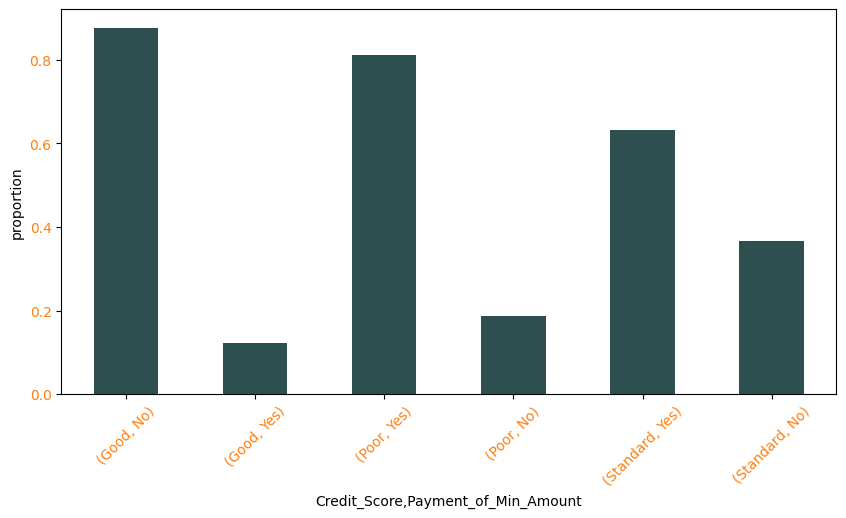 0.8
0.6
0.4
0.2
0.0
proportion
(Good, No)
(Good, Yes)
(Poor, Yes)
(Poor, No)
(Standard, Yes)
(Standard, No)
Credit_Score,Payment_of_Min_Amount